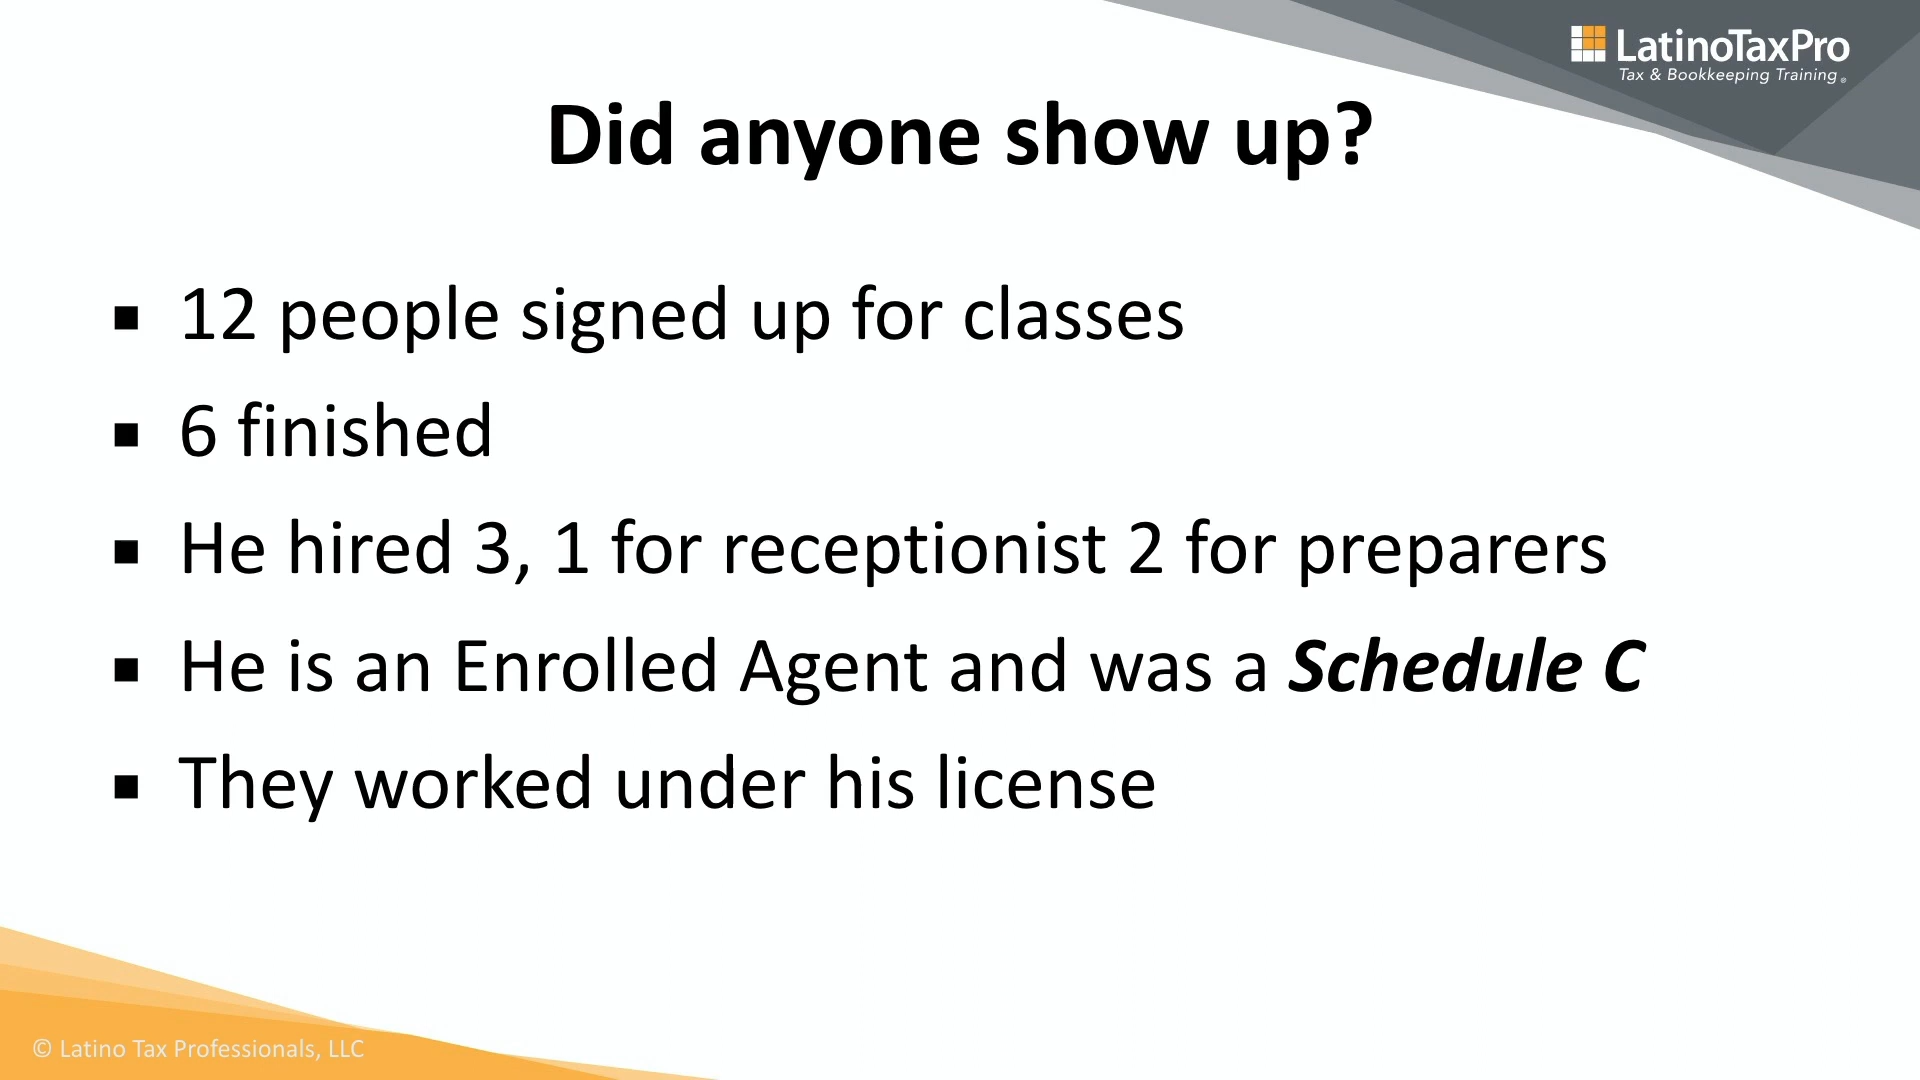 LatinoTaxPro
Tax & Bookkeeping Training®
Did anyone show up?
▪ 12 people signed up for classes
▪ 6 finished
▪ He hired 3, 1 for receptionist 2 for preparers
▪ He is an Enrolled Agent and was a Schedule C
▪ They worked under his license
© Latino Tax Professionals, LLC